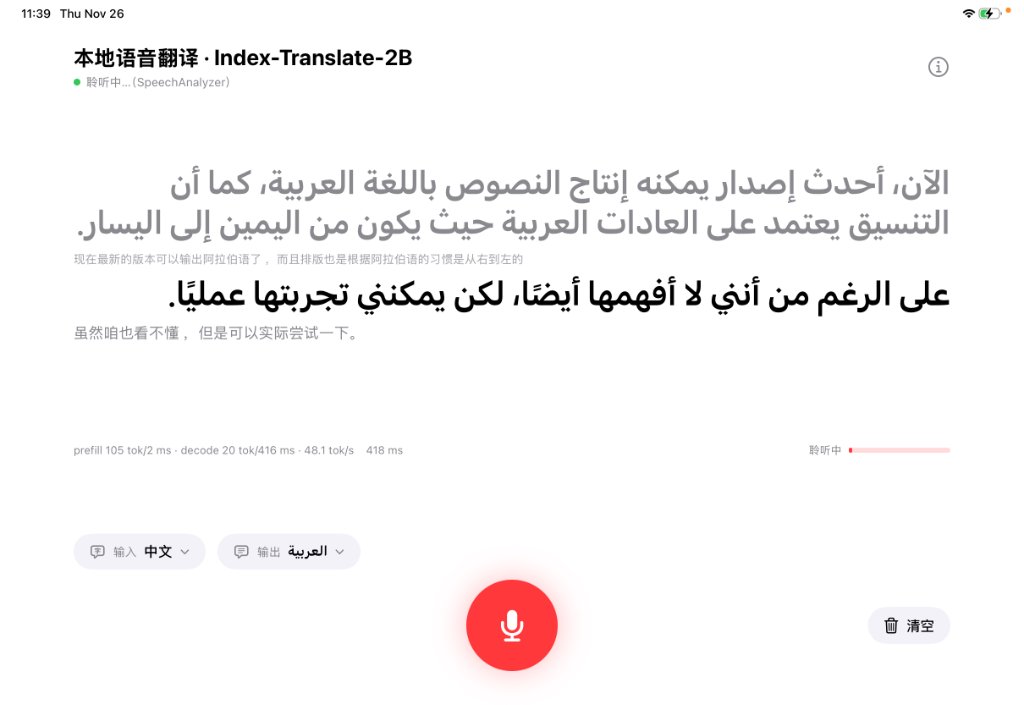 11:39 Thu Nov 26
本地语音翻译 · Index-Translate-2B
聆听中...(SpeechAnalyzer)
الآن، أحدث إصدار يمكنه إنتاج النصوص باللغة العربية، كما أن
التنسيق يعتمد على العادات العربية حيث يكون من اليمين إلى اليسار.
现在最新的版本可以输出阿拉伯语了，而且排版也是根据阿拉伯语的习惯是从右到左的
على الرغم من أنني لا أفهمها أيضًا، لكن يمكنني تجربتها عمليًا.
虽然咱也看不懂，但是可以实际尝试一下。
prefill 105 tok/2 ms · decode 20 tok/416 ms · 48.1 tok/s 418 ms
聆听中
输入 中文
输出 العربية
清空